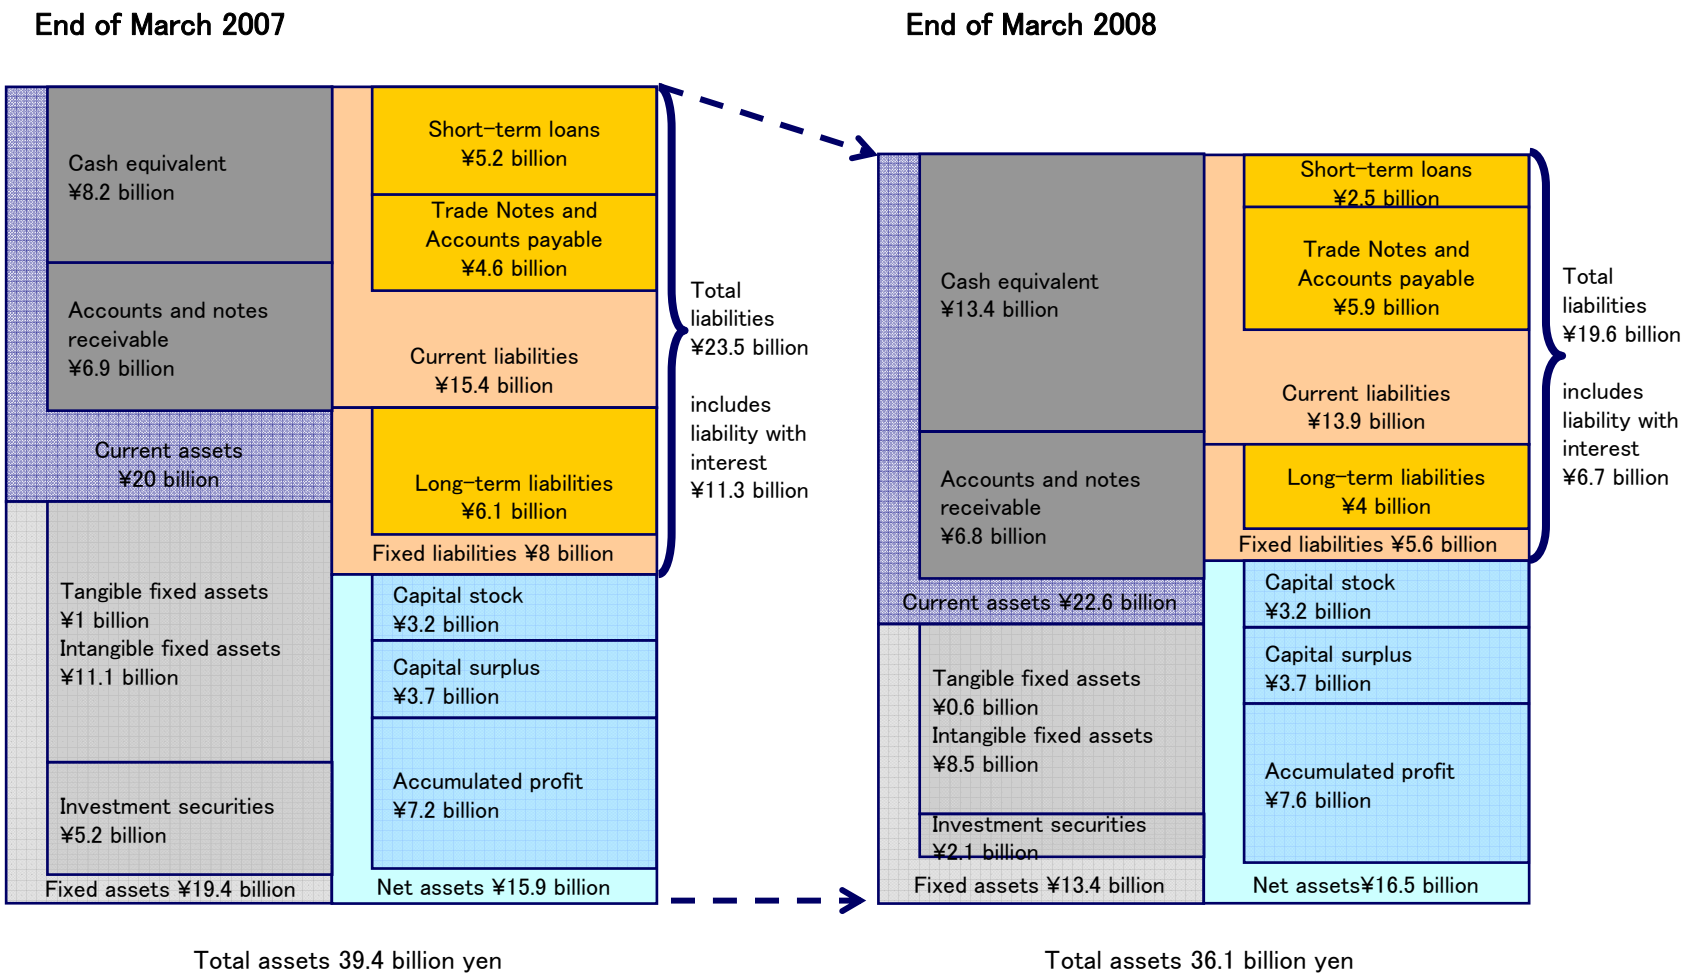 End of March 2007
Cash equivalent
¥8.2 billion
Accounts and notes
receivable
¥6.9 billion
Current assets
¥20 billion
Tangible fixed assets
¥1 billion
Intangible fixed assets
¥11.1 billion
Investment securities
¥5.2 billion
Fixed assets ¥19.4 billion
Short-term loans
¥5.2 billion
Trade Notes and
Accounts payable
¥4.6 billion
Current liabilities
¥15.4 billion
Long-term liabilities
¥6.1 billion
Fixed liabilities ¥8 billion
Capital stock
¥3.2 billion
Capital surplus
¥3.7 billion
Accumulated profit
¥7.2 billion
Net assets ¥15.9 billion
Total
liabilities
¥23.5 billion
includes
liability with
interest
¥11.3 billion
Total assets 39.4 billion yen
End of March 2008
Cash equivalent
¥13.4 billion
Accounts and notes
receivable
¥6.8 billion
Current assets ¥22.6 billion
Tangible fixed assets
¥0.6 billion
Intangible fixed assets
¥8.5 billion
Investment securities
¥2.1 billion
Fixed assets ¥13.4 billion
Short-term loans
¥2.5 billion
Trade Notes and
Accounts payable
¥5.9 billion
Current liabilities
¥13.9 billion
Long-term liabilities
¥4 billion
Fixed liabilities ¥5.6 billion
Capital stock
¥3.2 billion
Capital surplus
¥3.7 billion
Accumulated profit
¥7.6 billion
Net assets¥16.5 billion
Total
liabilities
¥19.6 billion
includes
liability with
interest
¥6.7 billion
Total assets 36.1 billion yen